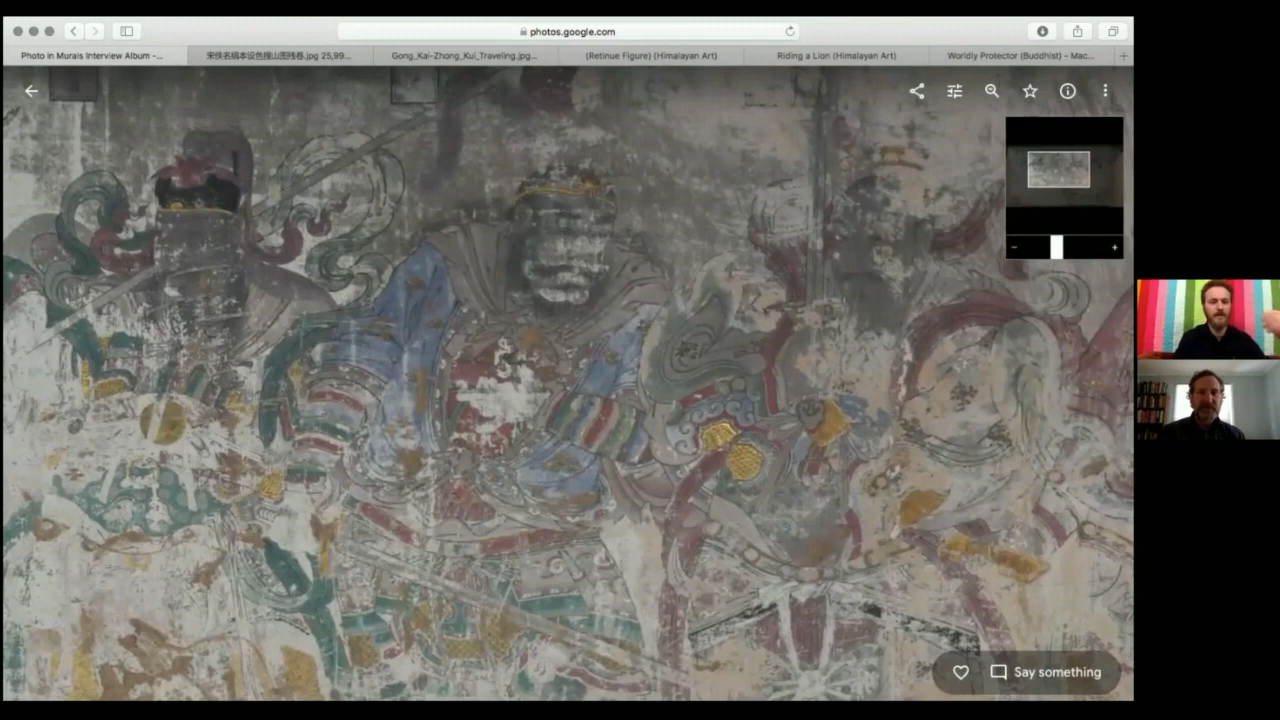 photos.google.com
Photo in Murals Interview Album -...
宋佚名绢本设色搜山图残卷.jpg 25,99...
Gong_Kai-Zhong_Kui_Traveling.jpg...
(Retinue Figure) (Himalayan Art)
Riding a Lion (Himalayan Art)
Worldly Protector (Buddhist) – Mac...
Say something